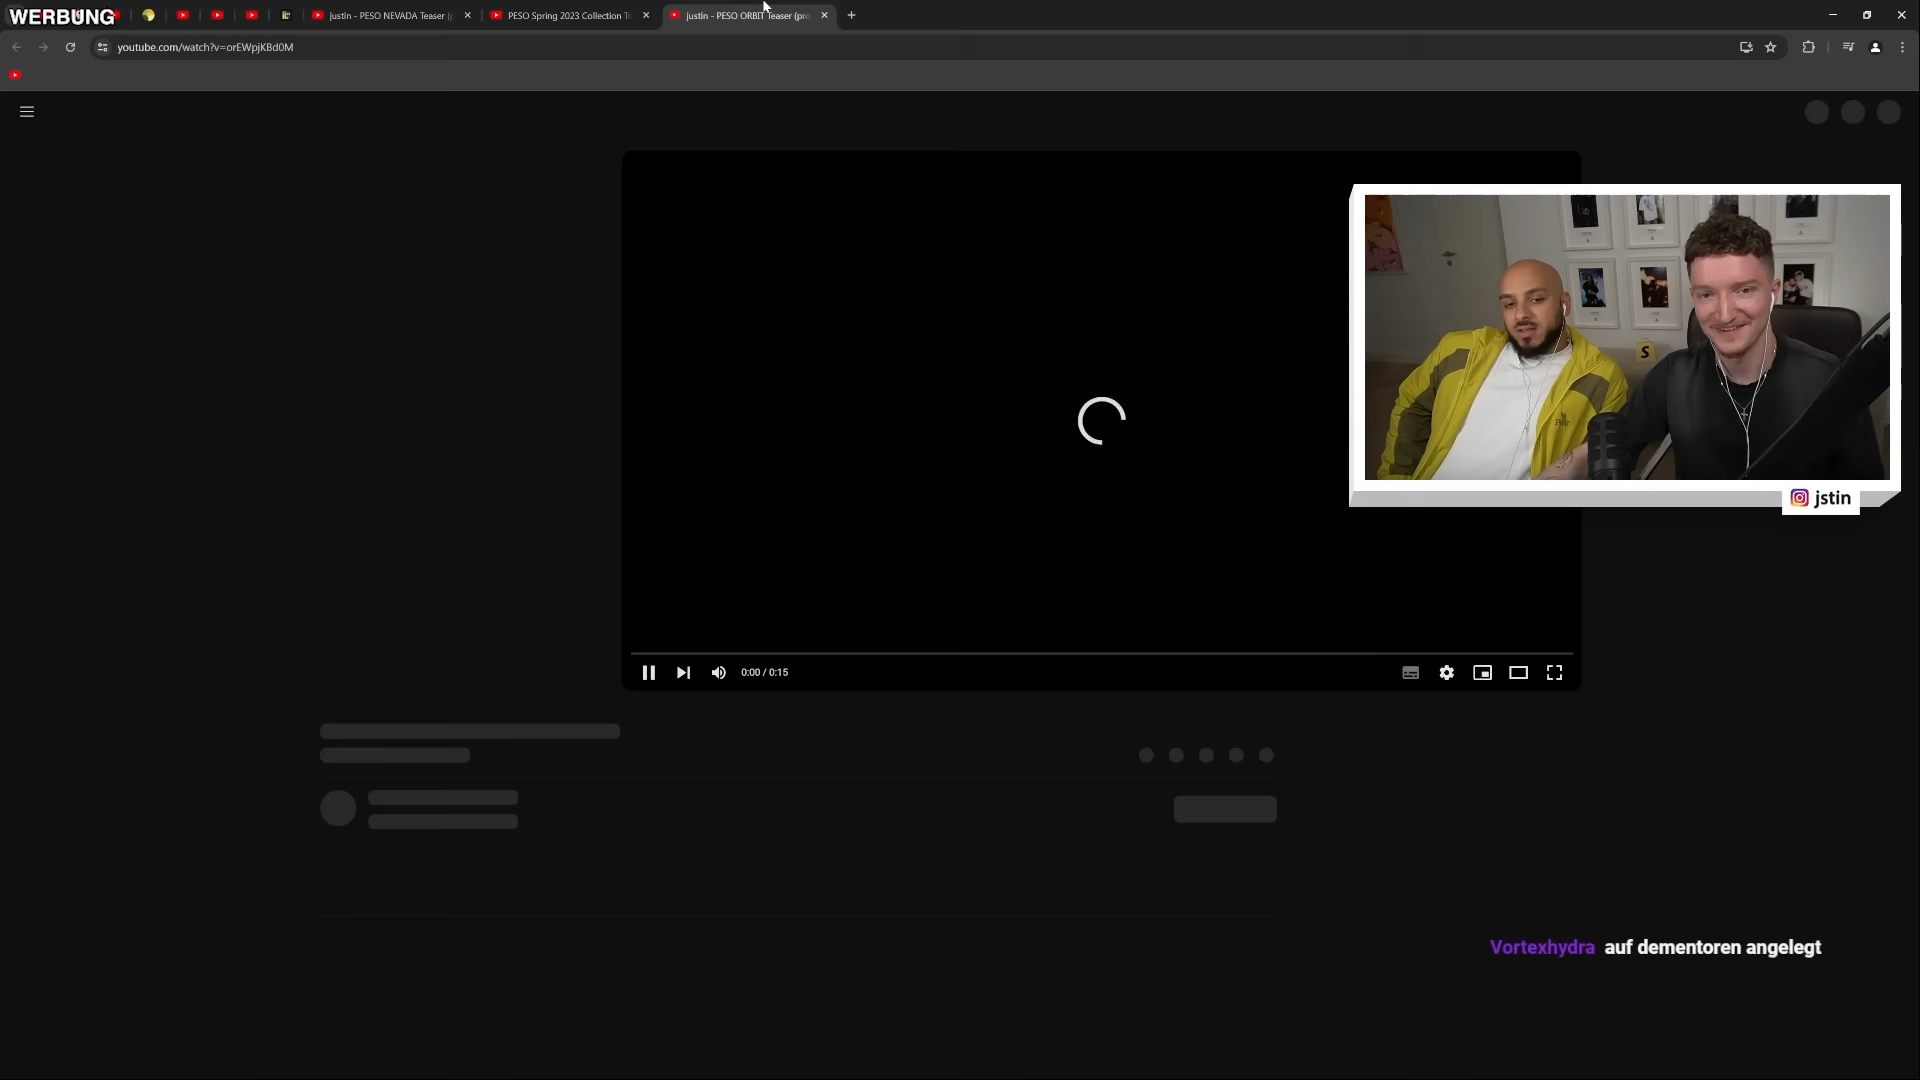 WERBUNG
justin - PESO NEVADA Teaser (
PESO Spring 2023 Collection T
justin - PESO ORBIT Teaser (pro
youtube.com/watch?v=orEWpjKBd0M
S
jstin
0:00 / 0:15
Vortexhydra auf dementoren angelegt